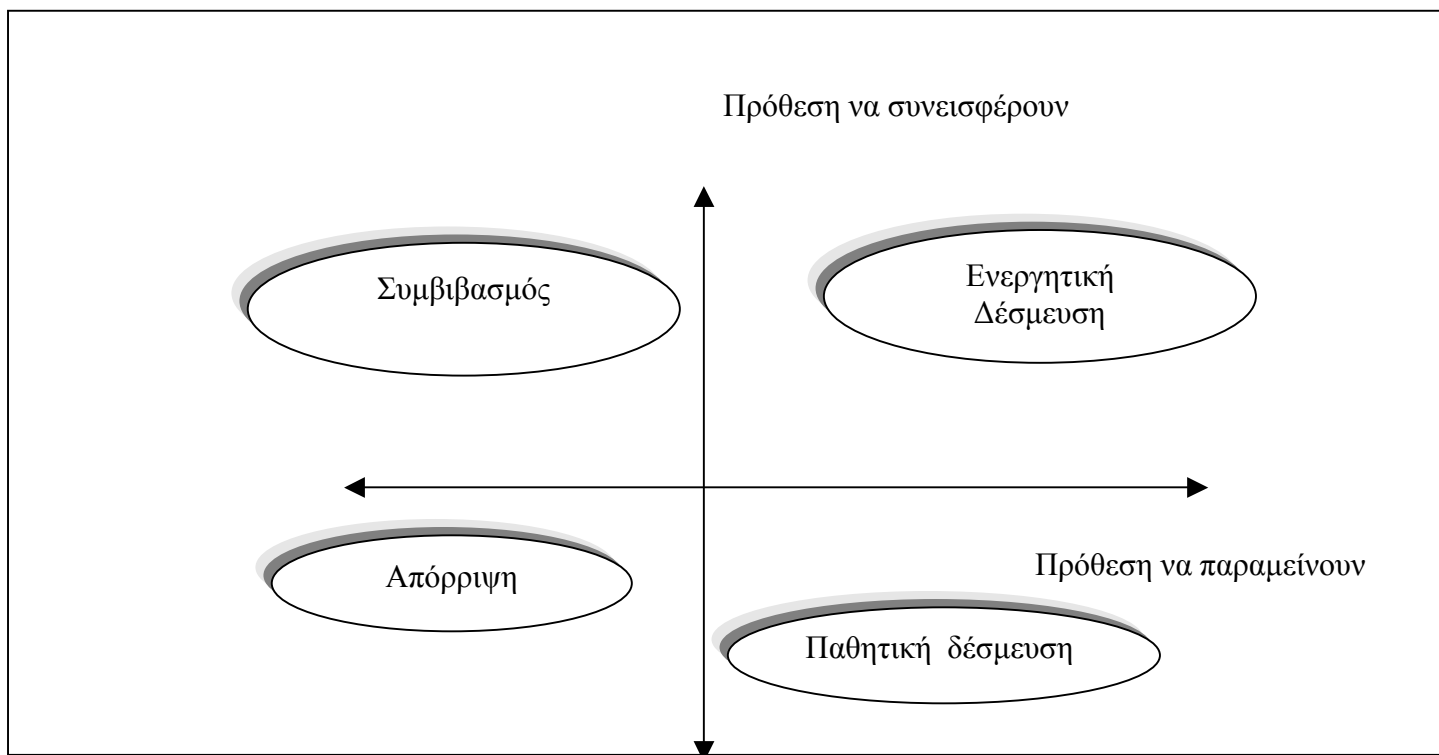 Πρόθεση να συνεισφέρουν
Συμβιβασμός
Ενεργητική
Δέσμευση
Απόρριψη
Πρόθεση να παραμείνουν
Παθητική δέσμευση